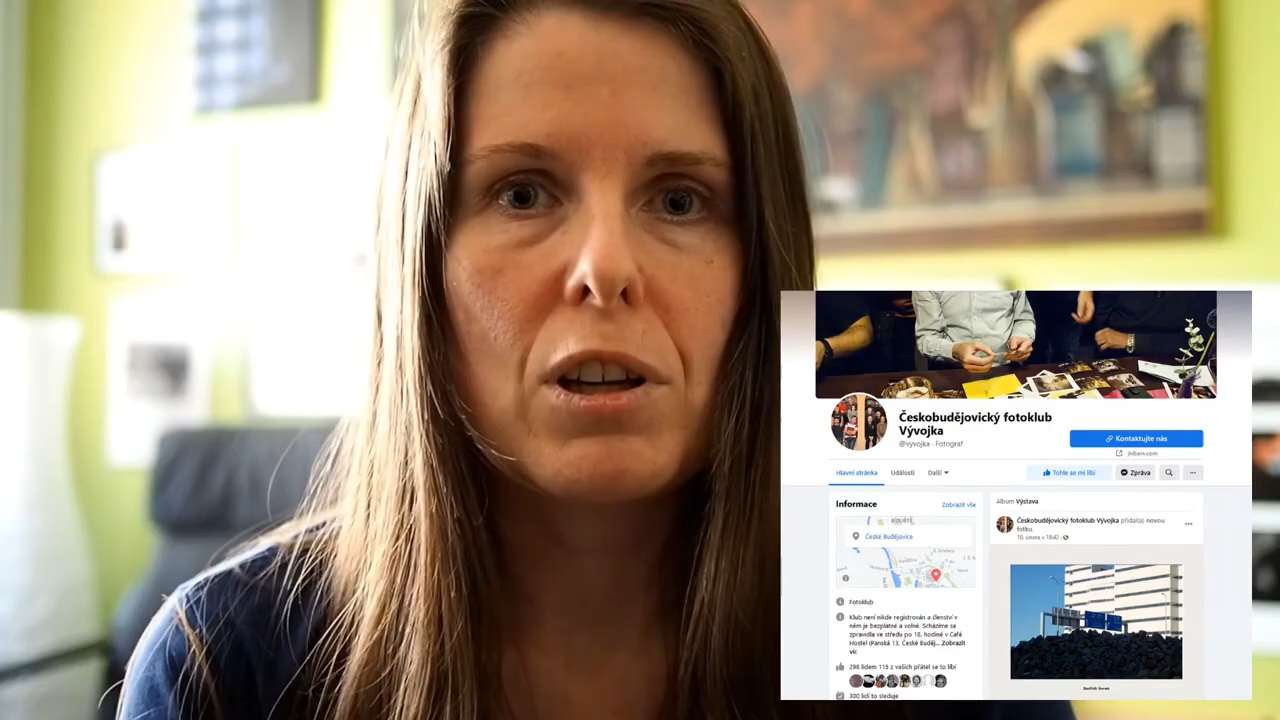 Českobudějovický fotoklub
Vývojka
@vyvojka · Fotograf
Kontaktujte nás
jiribsin.com
Hlavní stránka
Události
Další
Tohle se mi líbí
Zpráva
Informace
Zobrazit vše
SÍDLIŠTĚ
České Budějovice
Fotoklub
Klub není nikde registrován a členství v
něm je bezplatné a volné. Scházíme se
zpravidla ve středu po 18. hodině v Café
Hostel (Panská 13, České Buděj... Zobrazit
víc
298 lidem 115 z vašich přátel se to líbí
300 lidí to sleduje
Album Výstava
Českobudějovický fotoklub Vývojka přidal(a) novou
fotku.
10. února v 18:42